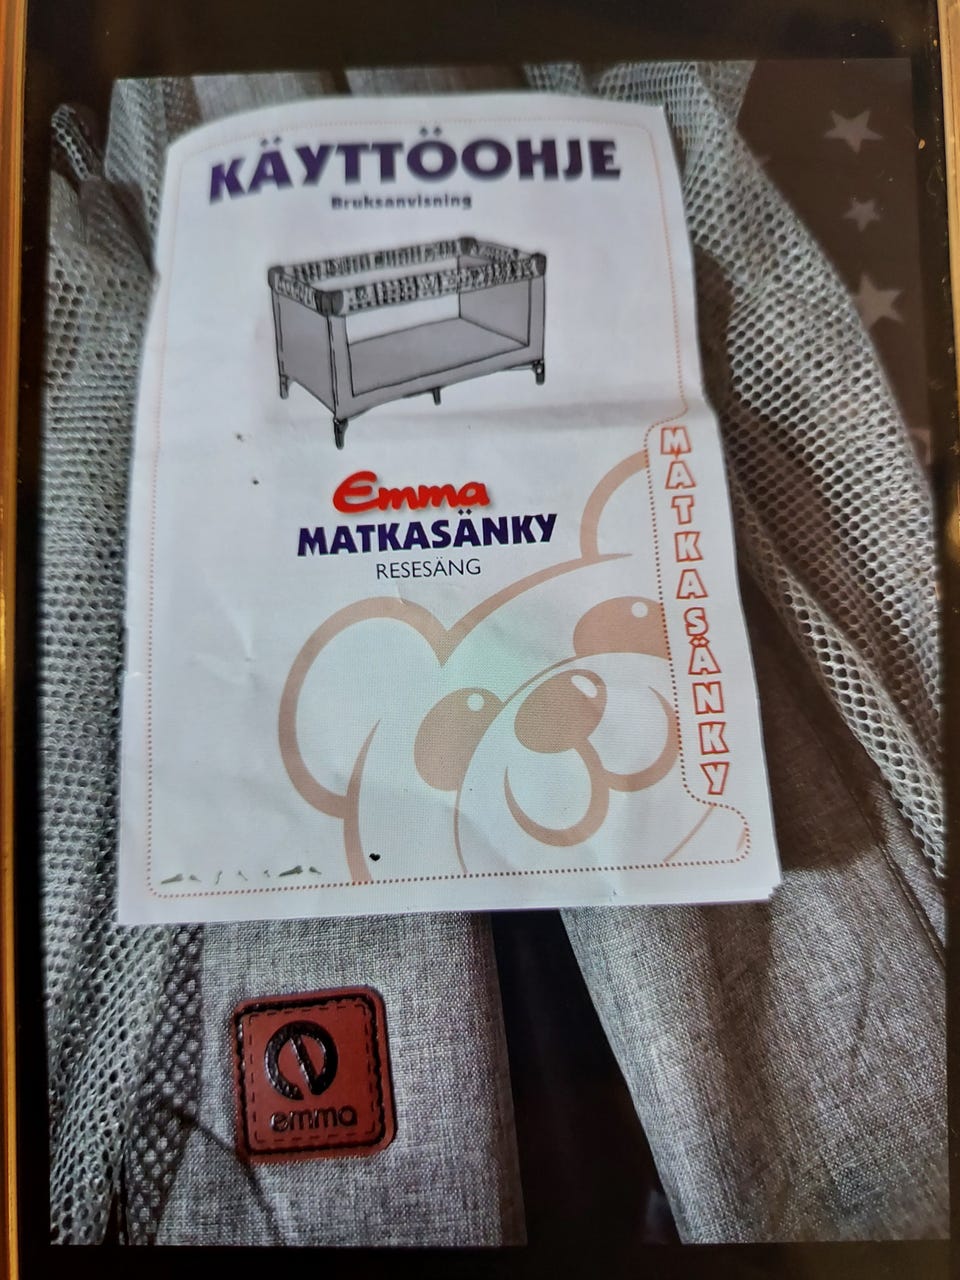 KÄYTTÖOHJE
Bruksanvisning
Emma
MATKASÄNKY
RESESÄNG
MATKASÄNKY
emma